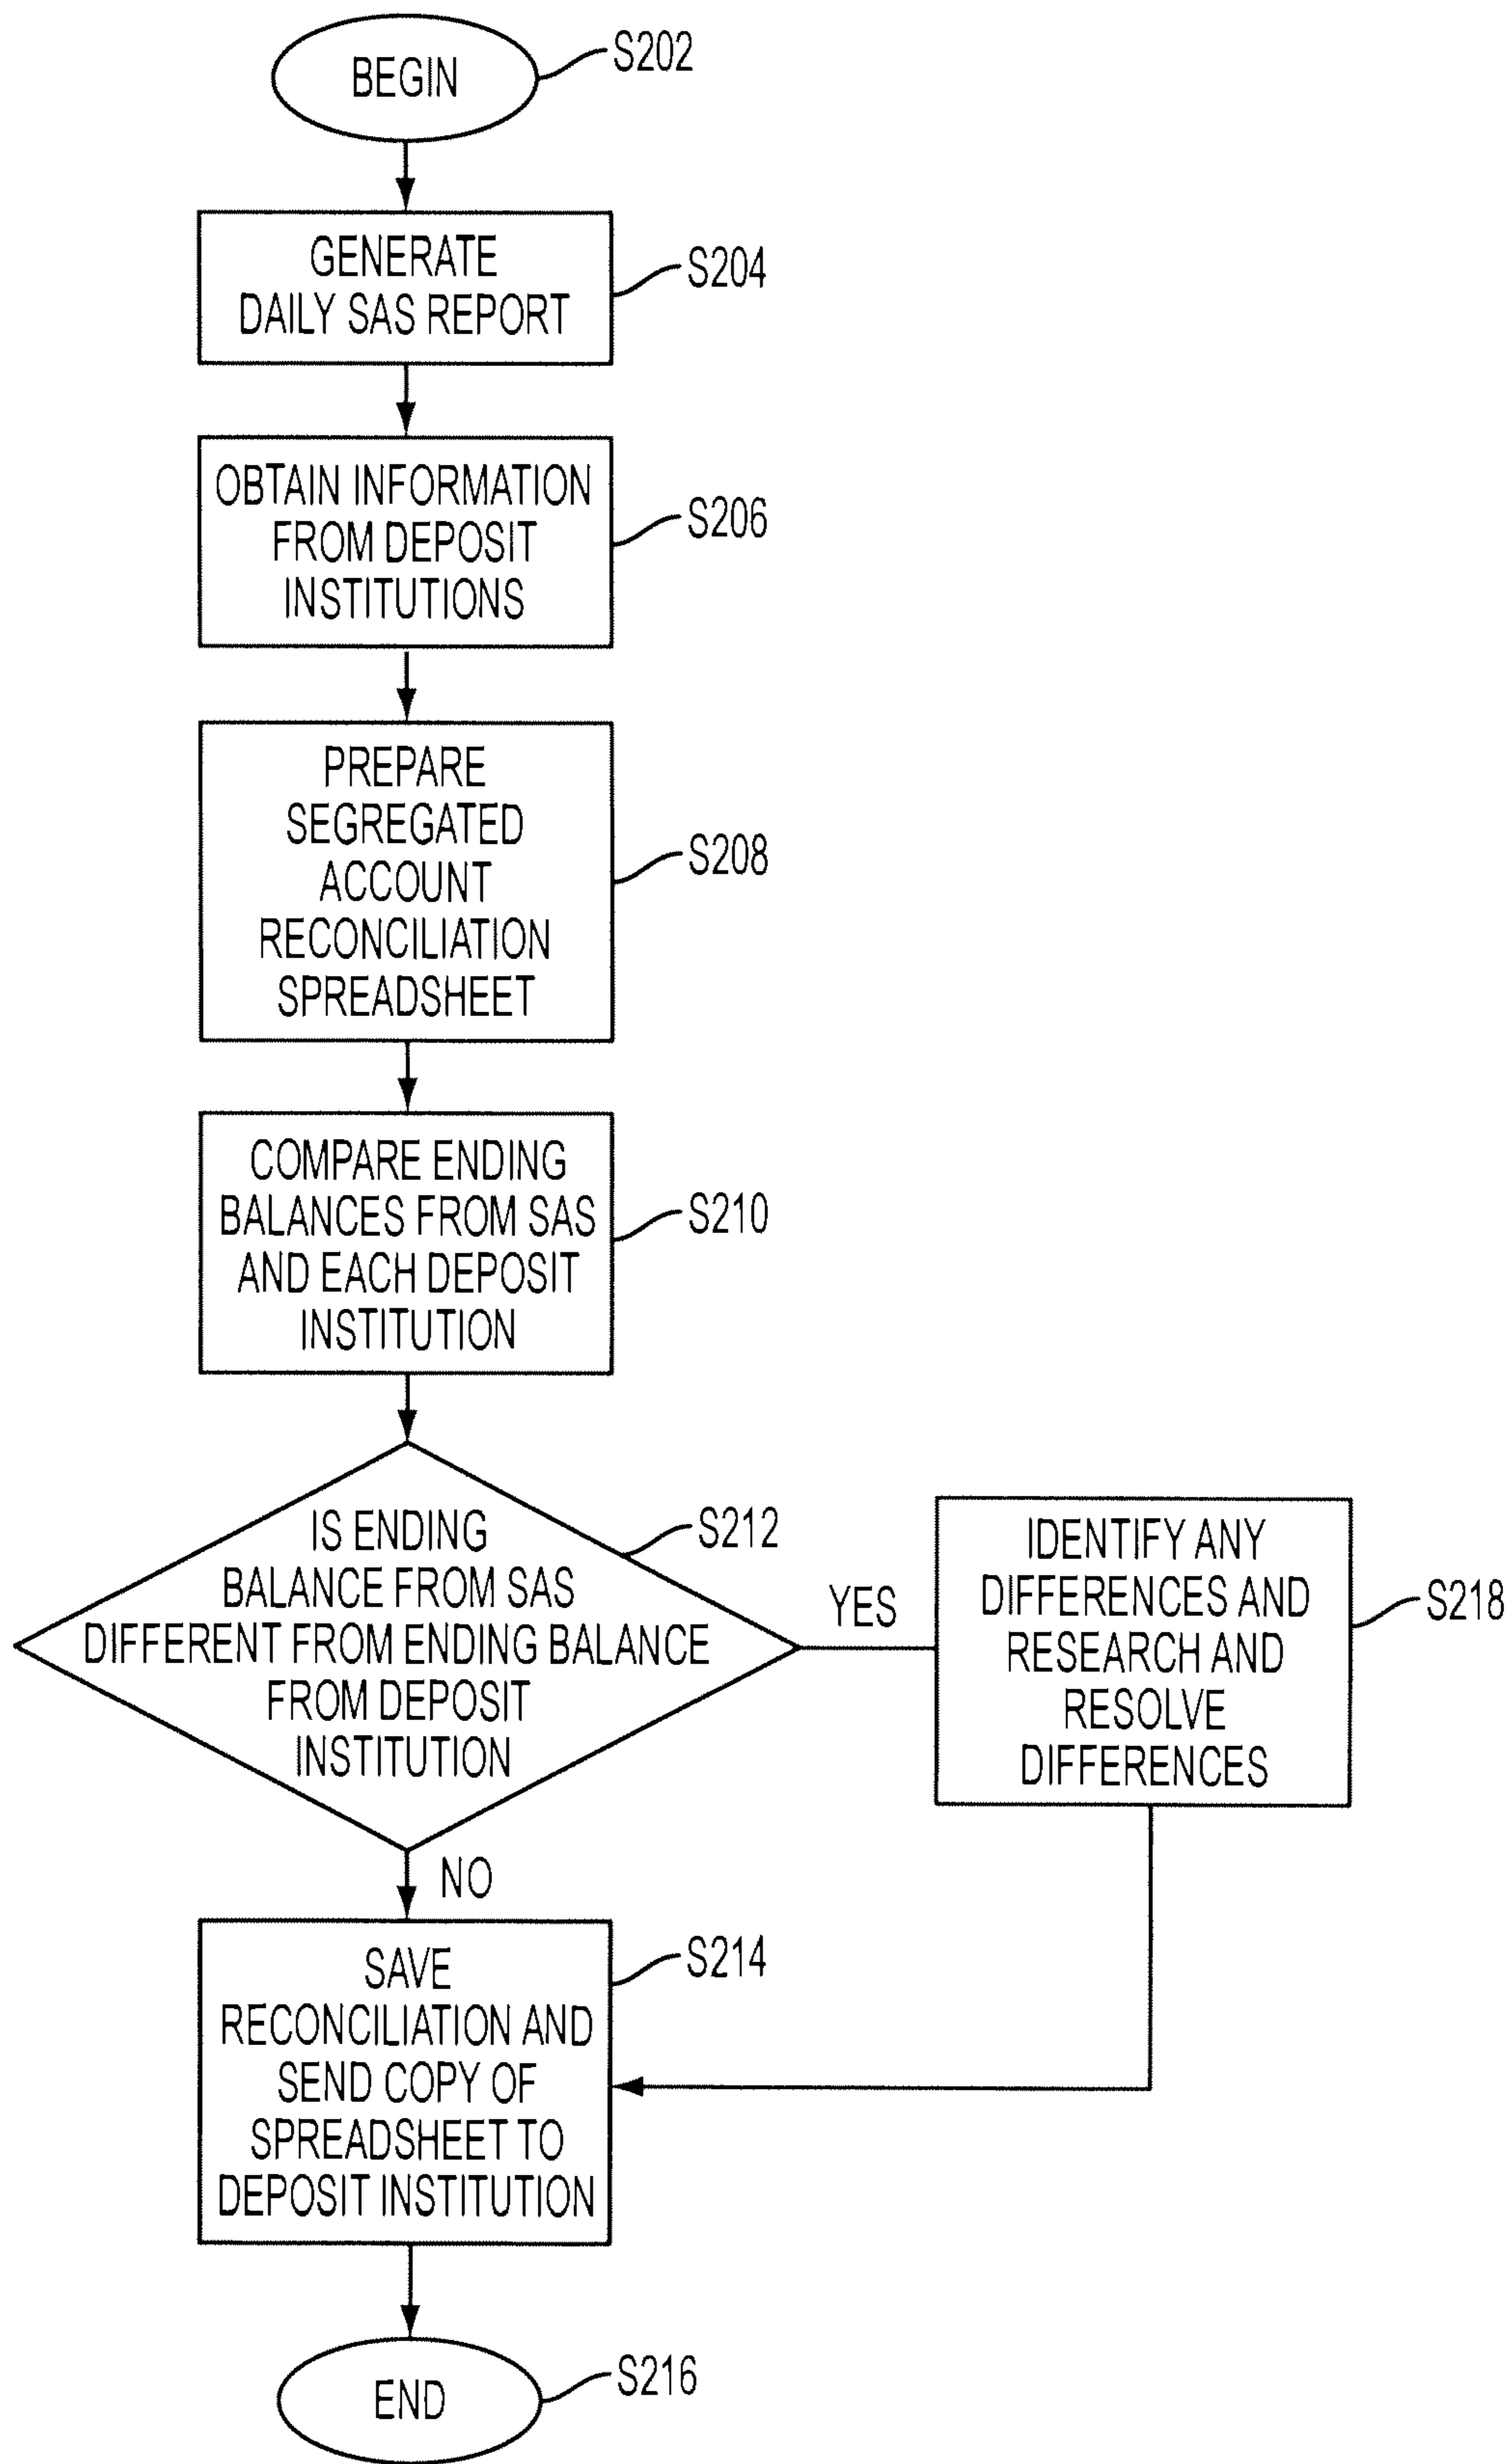 BEGIN
S202
GENERATE
DAILY SAS REPORT
S204
OBTAIN INFORMATION
FROM DEPOSIT
INSTITUTIONS
S206
PREPARE
SEGREGATED
ACCOUNT
RECONCILIATION
SPREADSHEET
S208
COMPARE ENDING
BALANCES FROM SAS
AND EACH DEPOSIT
INSTITUTION
S210
IS ENDING
BALANCE FROM SAS
DIFFERENT FROM ENDING BALANCE
FROM DEPOSIT
INSTITUTION
S212
YES
IDENTIFY ANY
DIFFERENCES AND
RESEARCH AND
RESOLVE
DIFFERENCES
S218
NO
SAVE
RECONCILIATION AND
SEND COPY OF
SPREADSHEET TO
DEPOSIT INSTITUTION
S214
END
S216